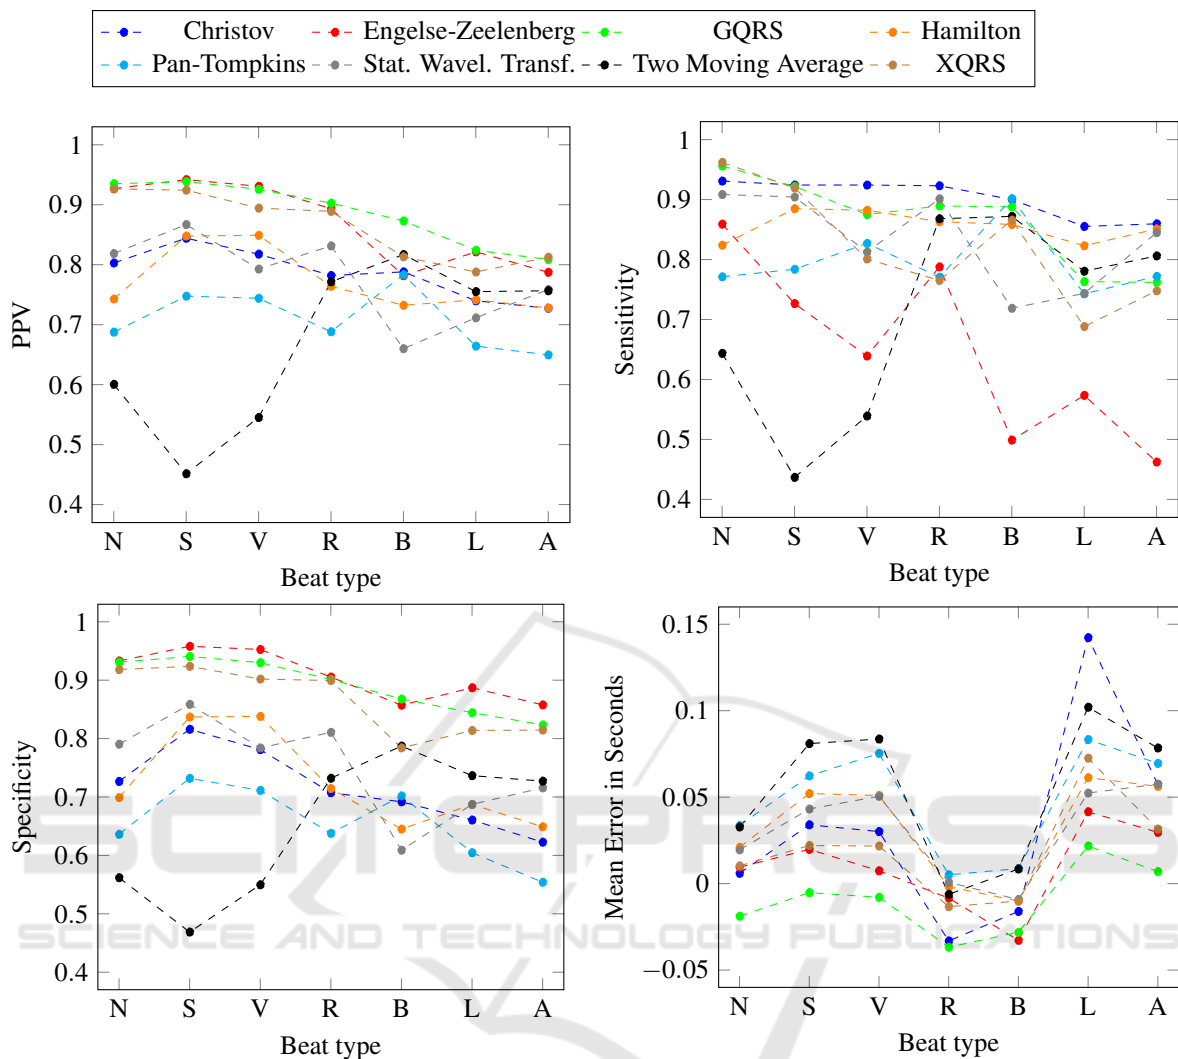 Christov Engelse-Zeelenberg GQRS Hamilton
Pan-Tompkins Stat. Wavel. Transf. Two Moving Average XQRS
1
0.9
0.8
0.7
0.6
0.5
0.4
PPV
N S V R B L A
Beat type
1
0.9
0.8
0.7
0.6
0.5
0.4
Sensitivity
N S V R B L A
Beat type
1
0.9
0.8
0.7
0.6
0.5
0.4
Specificity
N S V R B L A
Beat type
0.15
0.1
0.05
0
−0.05
Mean Error in Seconds
N S V R B L A
Beat type
SCITEPRESS
SCIENCE AND TECHNOLOGY PUBLICATIONS